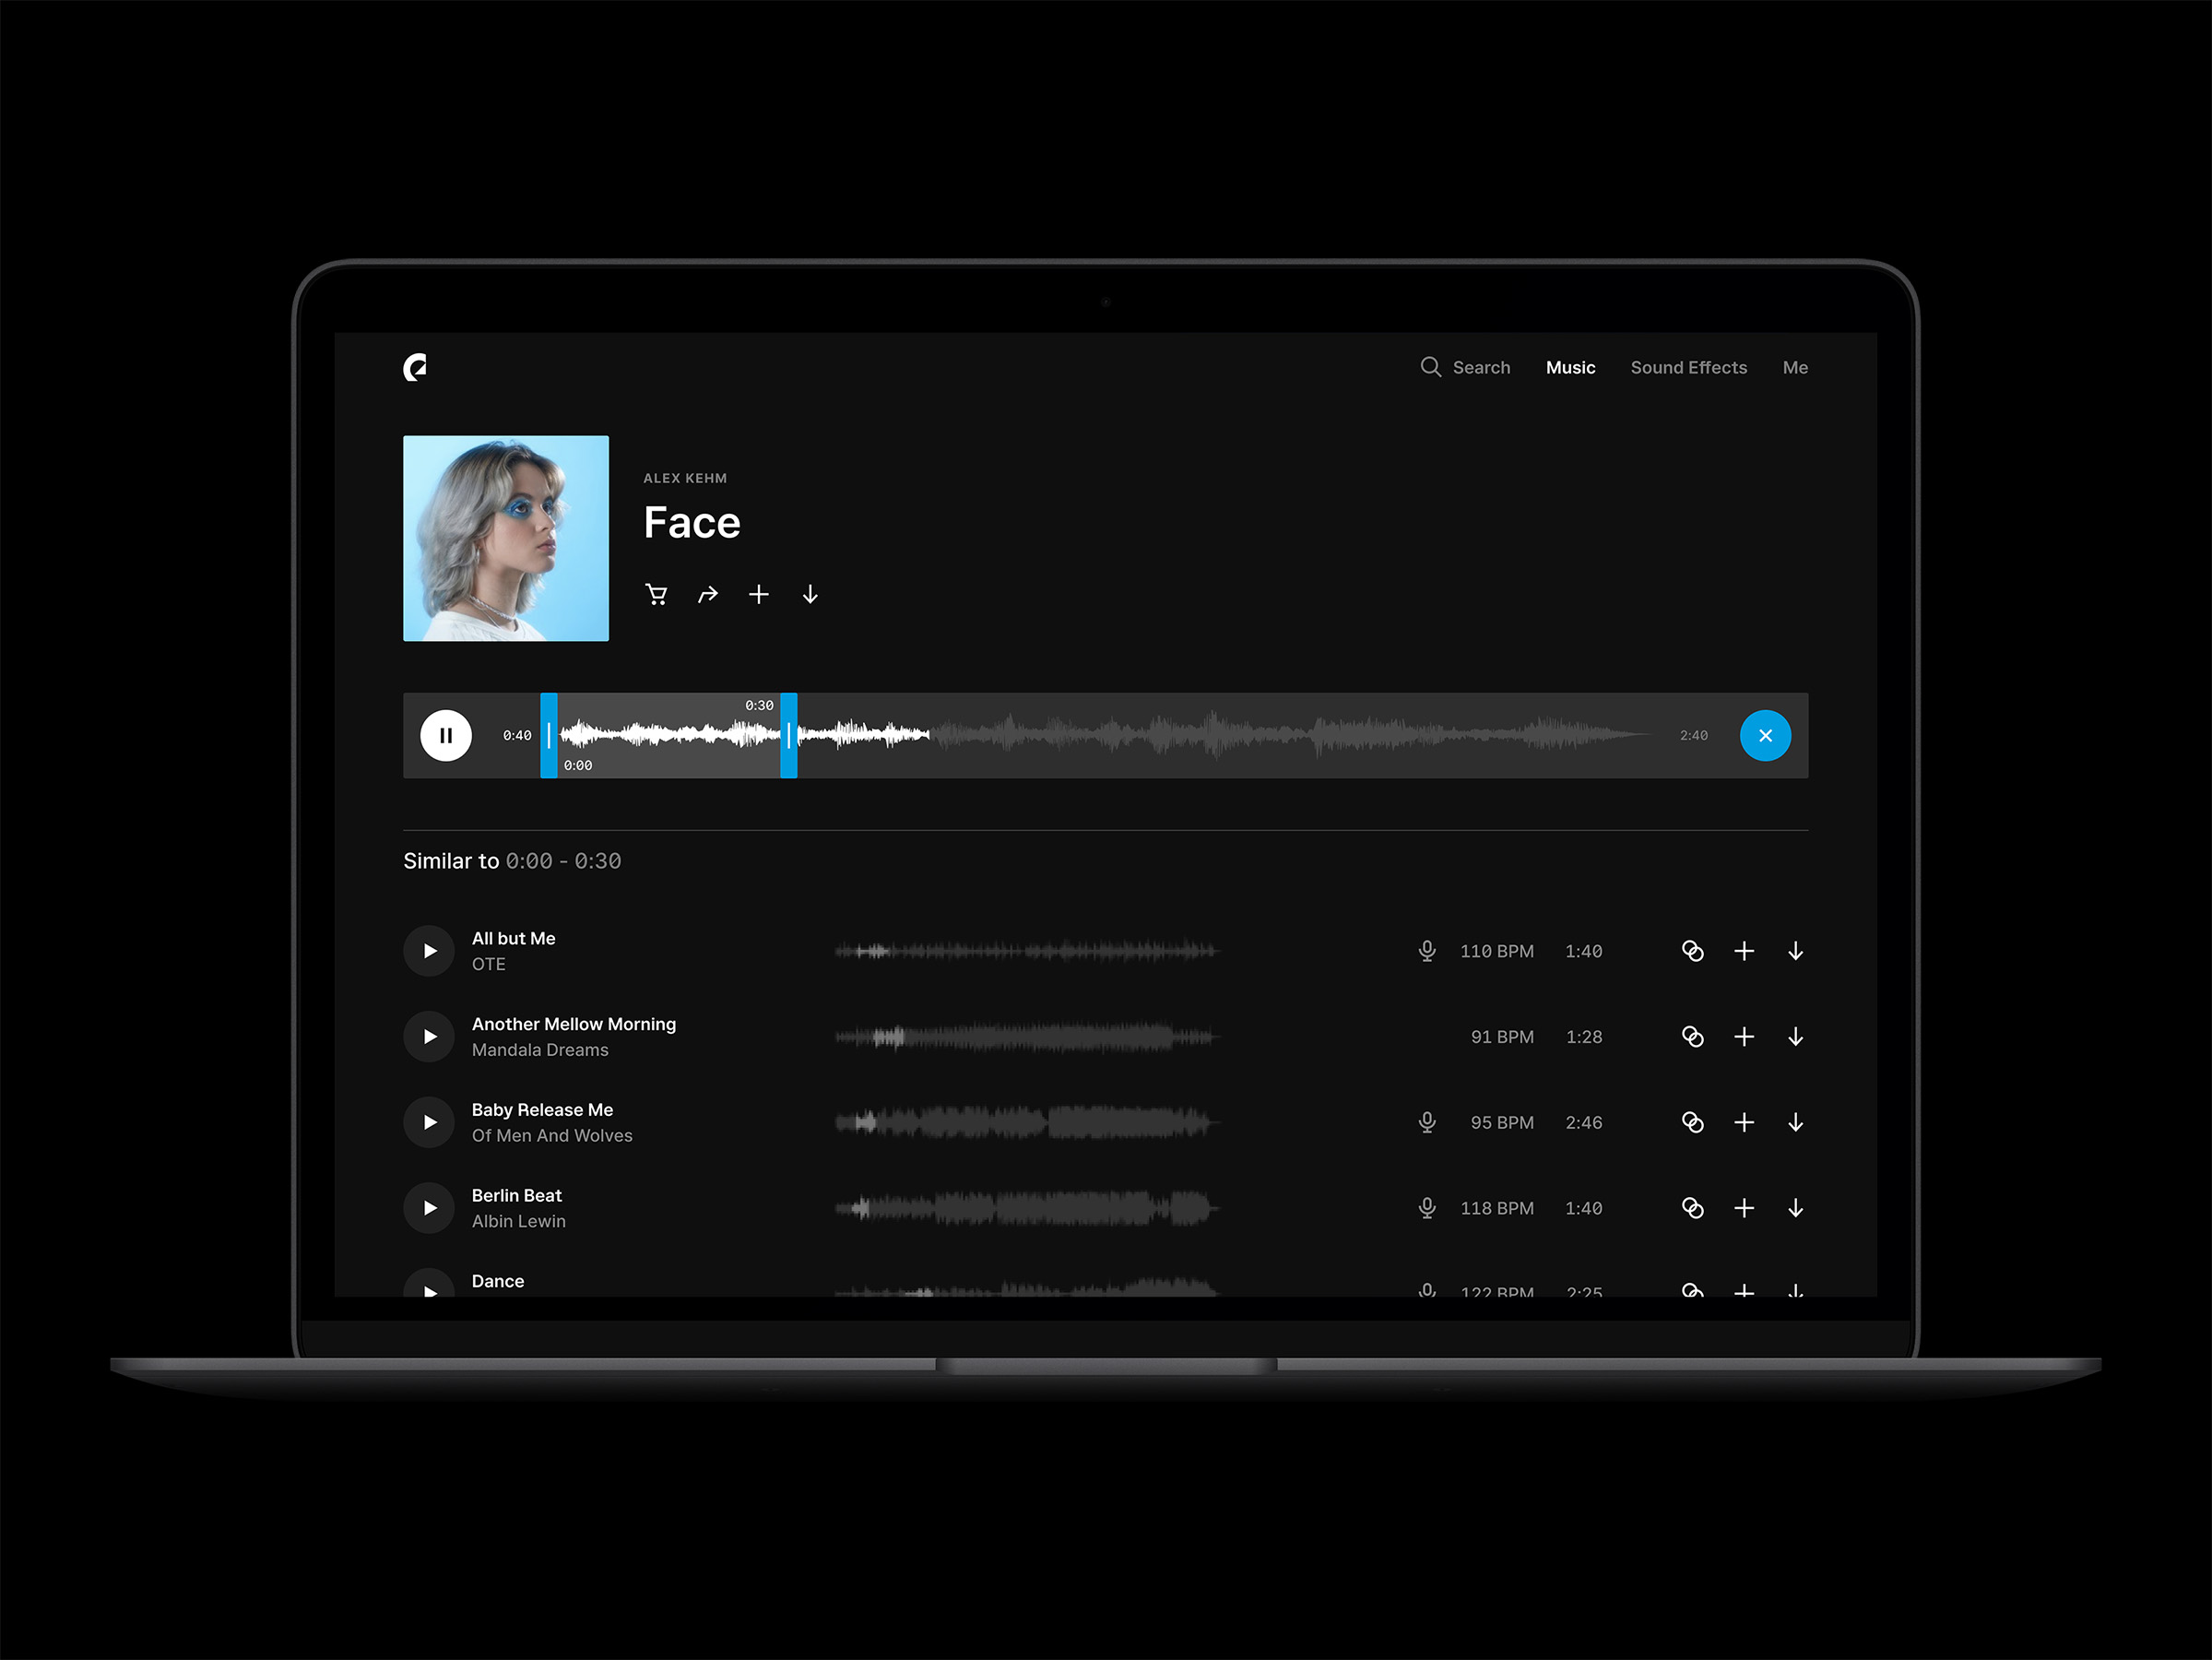 Search Music Sound Effects Me
ALEX KEHM
Face
0:30
0:40
2:40
0:00
Similar to 0:00 - 0:30
All but Me
OTE
110 BPM 1:40
Another Mellow Morning
Mandala Dreams
91 BPM 1:28
Baby Release Me
Of Men And Wolves
95 BPM 2:46
Berlin Beat
Albin Lewin
118 BPM 1:40
Dance
122 BPM 2:25